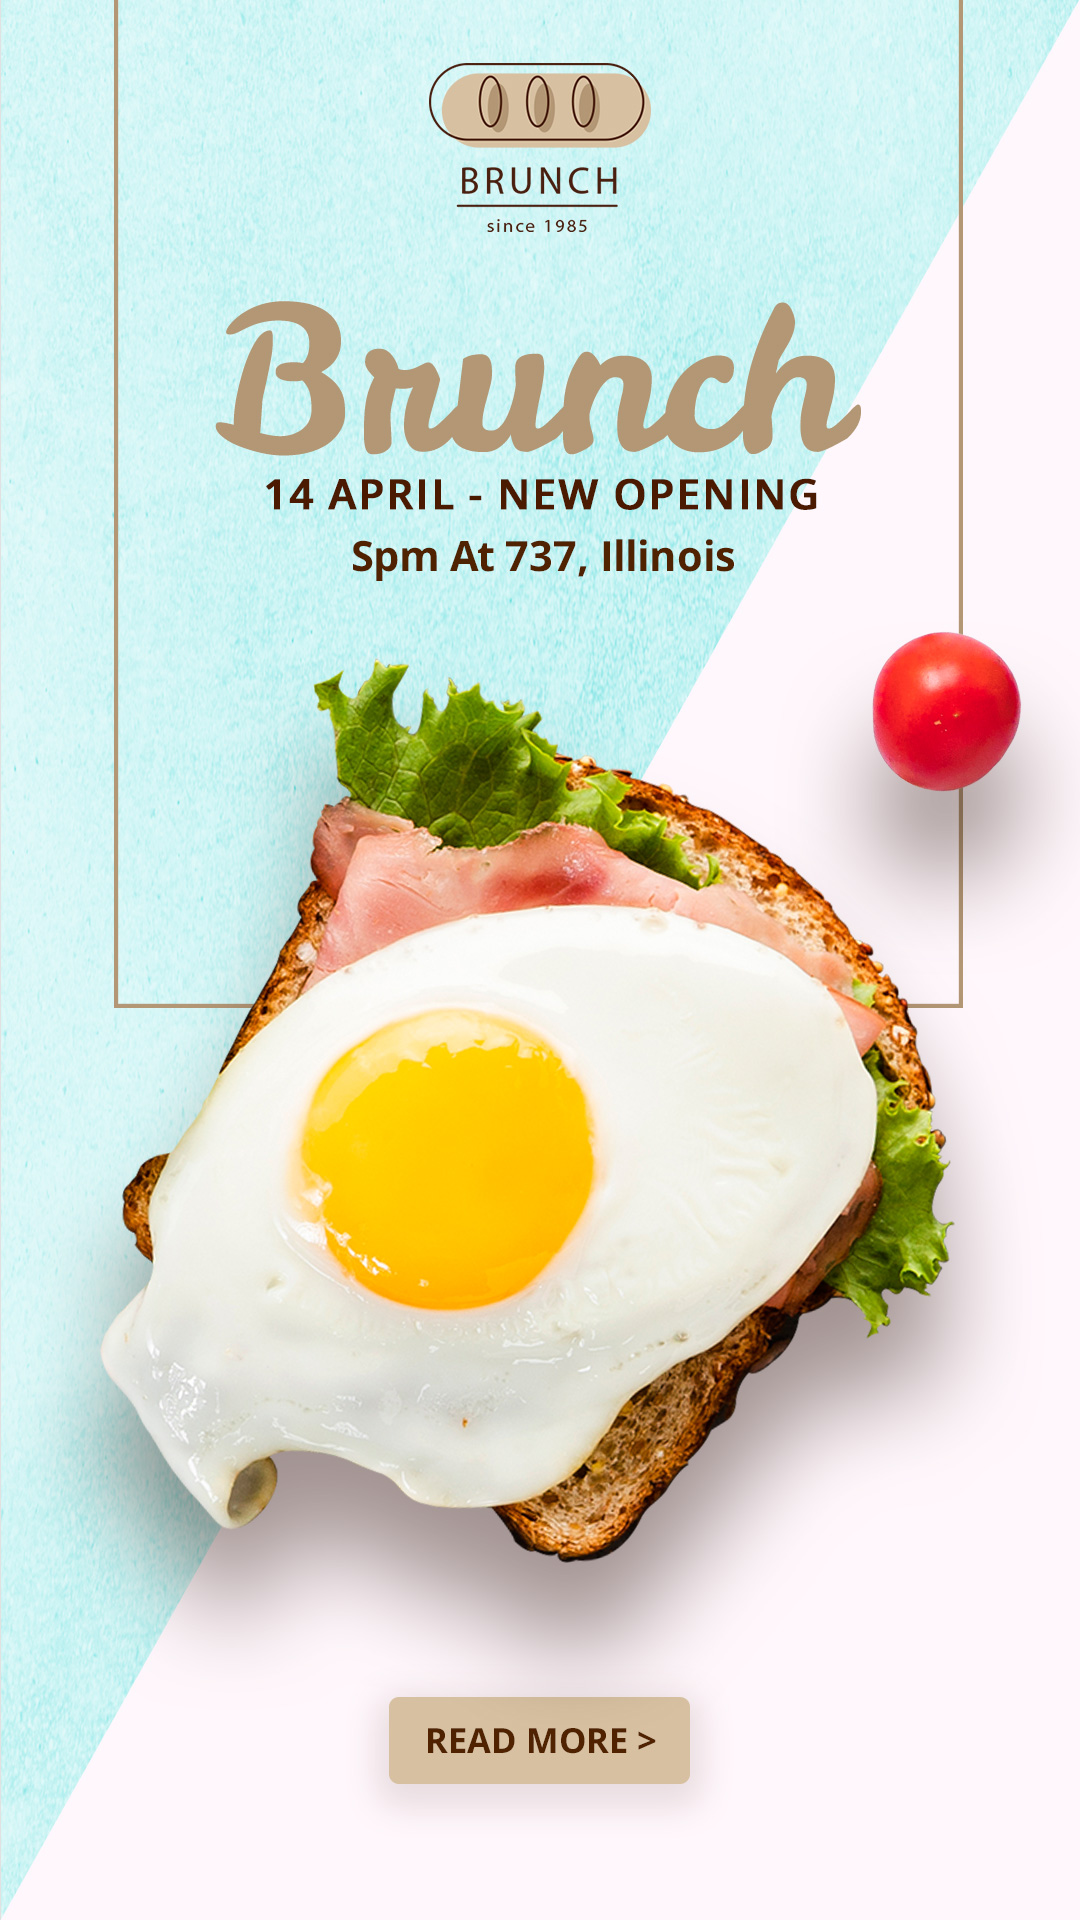 BRUNCH
since 1985
Brunch
14 APRIL - NEW OPENING
Spm At 737, Illinois
READ MORE >